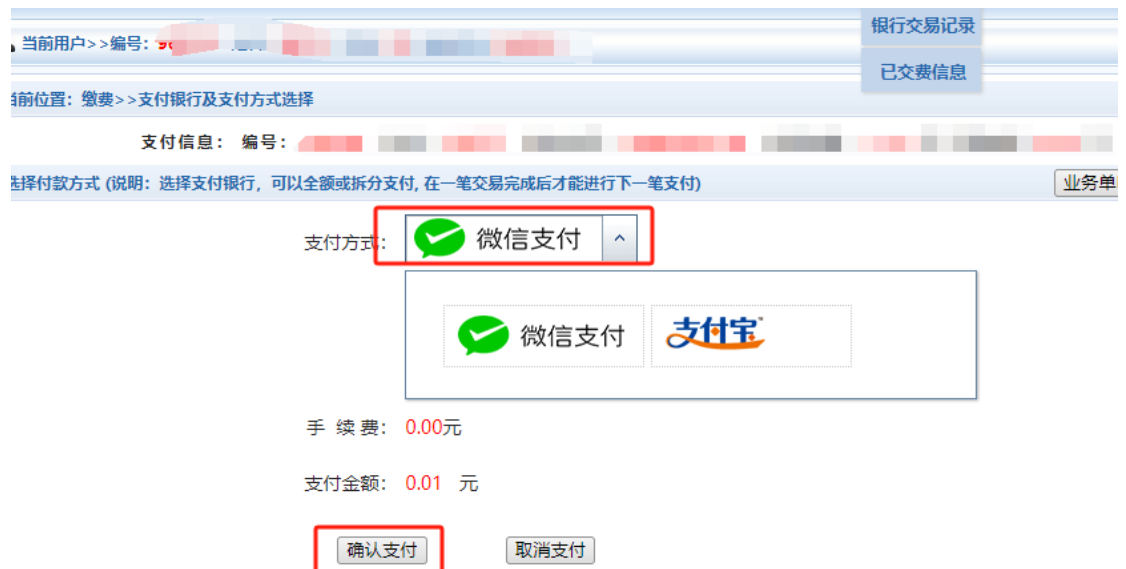 银行交易记录
当前用户>>编号:
已交费信息
当前位置：缴费>>支付银行及支付方式选择
支付信息： 编号：
选择付款方式 (说明：选择支付银行，可以全额或拆分支付, 在一笔交易完成后才能进行下一笔支付)
业务单
支付方式： 微信支付
微信支付 支付宝
手 续 费： 0.00元
支付金额： 0.01 元
确认支付 取消支付